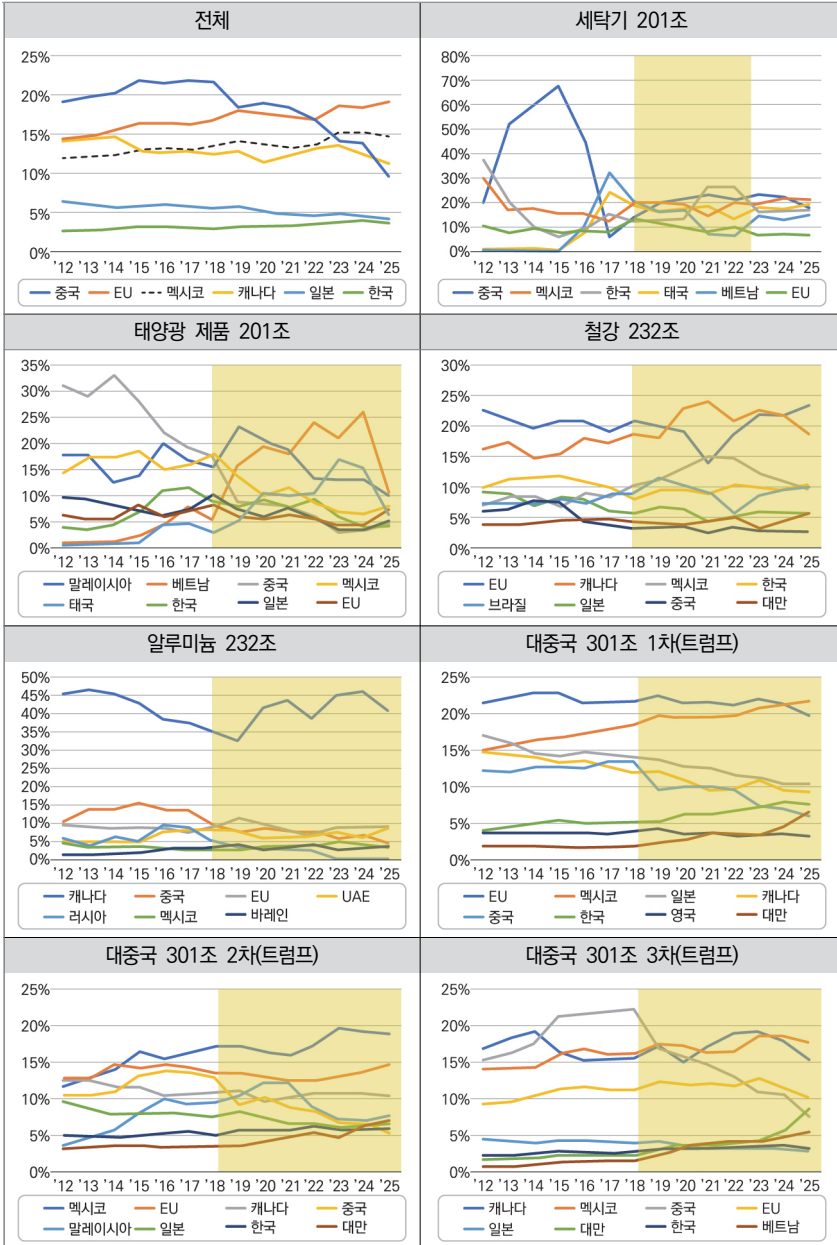 전체
25%
20%
15%
10%
5%
0%
'12 '13 '14 '15 '16 '17 '18 '19 '20 '21 '22 '23 '24 '25
중국 EU 멕시코 캐나다 일본 한국
세탁기 201조
80%
70%
60%
50%
40%
30%
20%
10%
0%
'12 '13 '14 '15 '16 '17 '18 '19 '20 '21 '22 '23 '24 '25
중국 멕시코 한국 태국 베트남 EU
태양광 제품 201조
35%
30%
25%
20%
15%
10%
5%
0%
'12 '13 '14 '15 '16 '17 '18 '19 '20 '21 '22 '23 '24 '25
말레이시아 베트남 중국 멕시코
태국 한국 일본 EU
철강 232조
30%
25%
20%
15%
10%
5%
0%
'12 '13 '14 '15 '16 '17 '18 '19 '20 '21 '22 '23 '24 '25
EU 캐나다 멕시코 한국
브라질 일본 중국 대만
알루미늄 232조
50%
45%
40%
35%
30%
25%
20%
15%
10%
5%
0%
'12 '13 '14 '15 '16 '17 '18 '19 '20 '21 '22 '23 '24 '25
캐나다 중국 EU UAE
러시아 멕시코 바레인
대중국 301조 1차(트럼프)
25%
20%
15%
10%
5%
0%
'12 '13 '14 '15 '16 '17 '18 '19 '20 '21 '22 '23 '24 '25
EU 멕시코 일본 캐나다
중국 한국 영국 대만
대중국 301조 2차(트럼프)
25%
20%
15%
10%
5%
0%
'12 '13 '14 '15 '16 '17 '18 '19 '20 '21 '22 '23 '24 '25
멕시코 EU 캐나다 중국
말레이시아 일본 한국 대만
대중국 301조 3차(트럼프)
25%
20%
15%
10%
5%
0%
'12 '13 '14 '15 '16 '17 '18 '19 '20 '21 '22 '23 '24 '25
캐나다 멕시코 중국 EU
일본 대만 한국 베트남